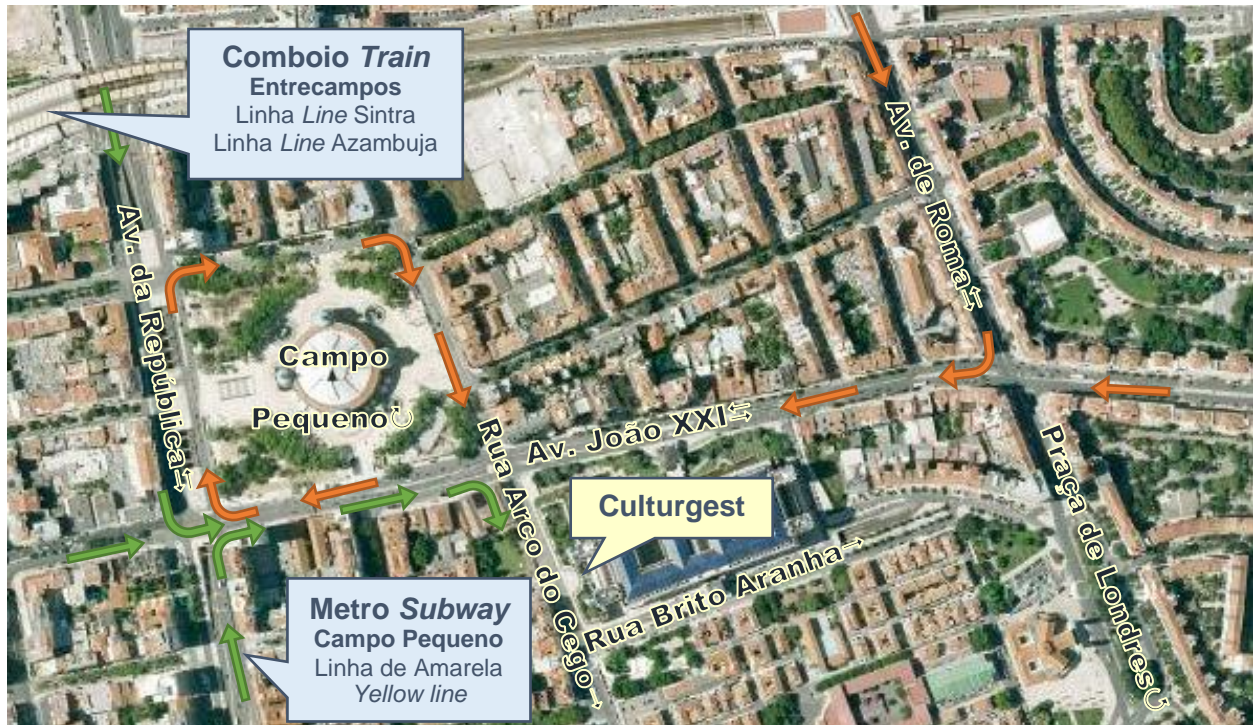 Comboio Train
Entrecampos
Linha Line Sintra
Linha Line Azambuja
Av. de Roma⇆
Av. da República⇆
Campo
Pequeno↻
Av. João XXI⇆
Rua Arco do Cego→
Culturgest
Rua Brito Aranha→
Praça de Londres↺
Metro Subway
Campo Pequeno
Linha de Amarela
Yellow line